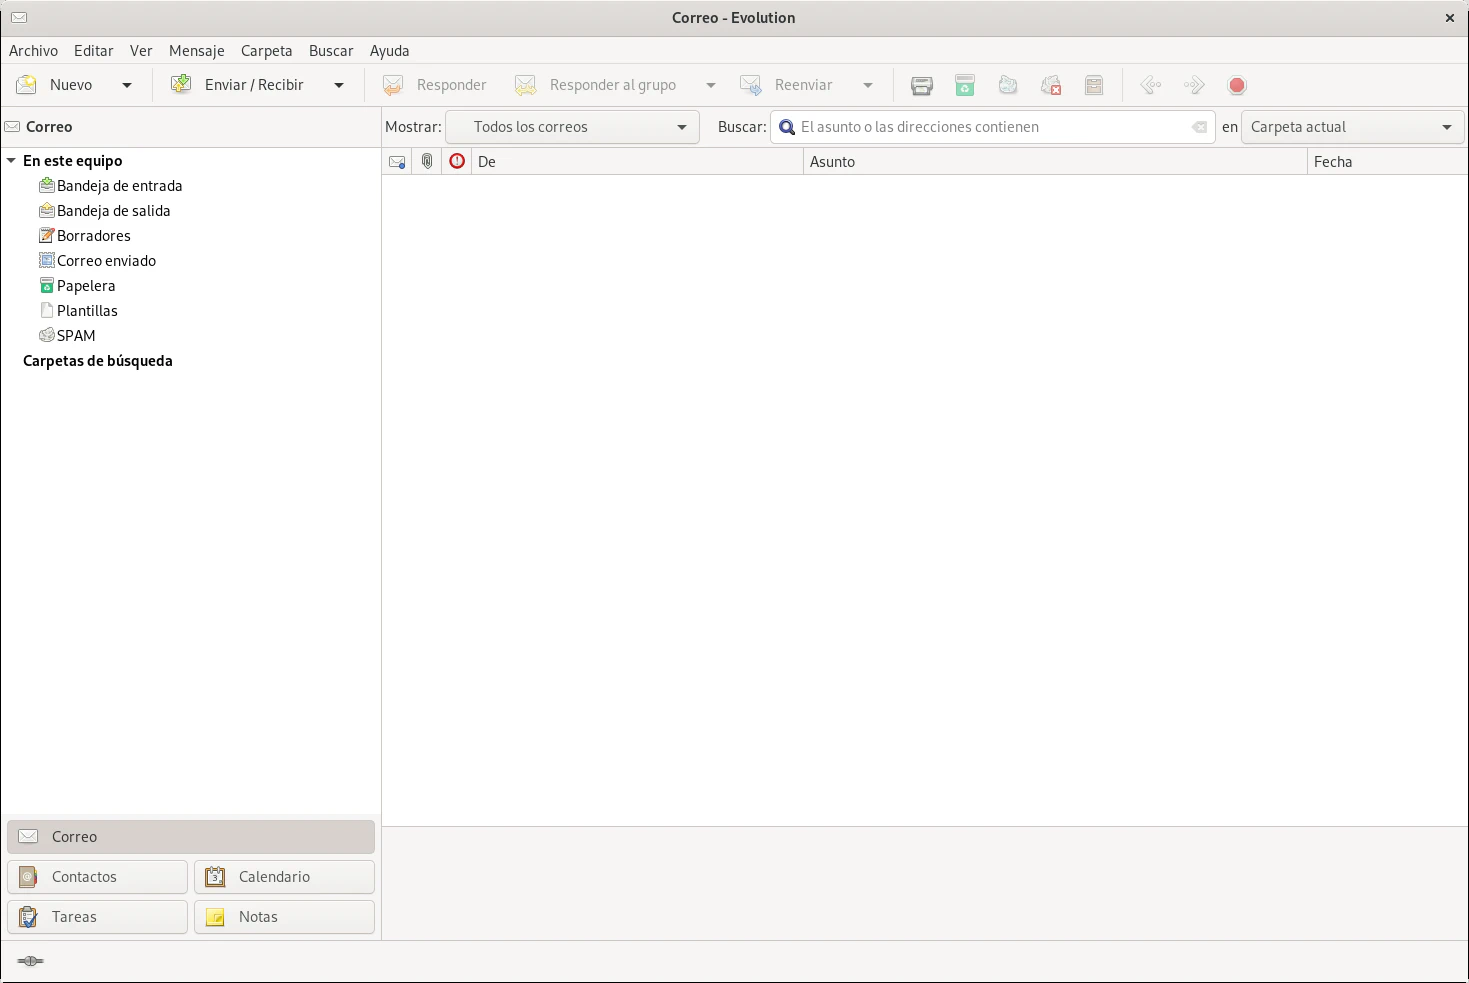 Correo - Evolution
Archivo Editar Ver Mensaje Carpeta Buscar Ayuda
Nuevo Enviar / Recibir Responder Responder al grupo Reenviar
Correo Mostrar: Todos los correos Buscar: El asunto o las direcciones contienen en Carpeta actual
De Asunto Fecha
En este equipo
Bandeja de entrada
Bandeja de salida
Borradores
Correo enviado
Papelera
Plantillas
SPAM
Carpetas de búsqueda
Correo
Contactos Calendario
Tareas Notas